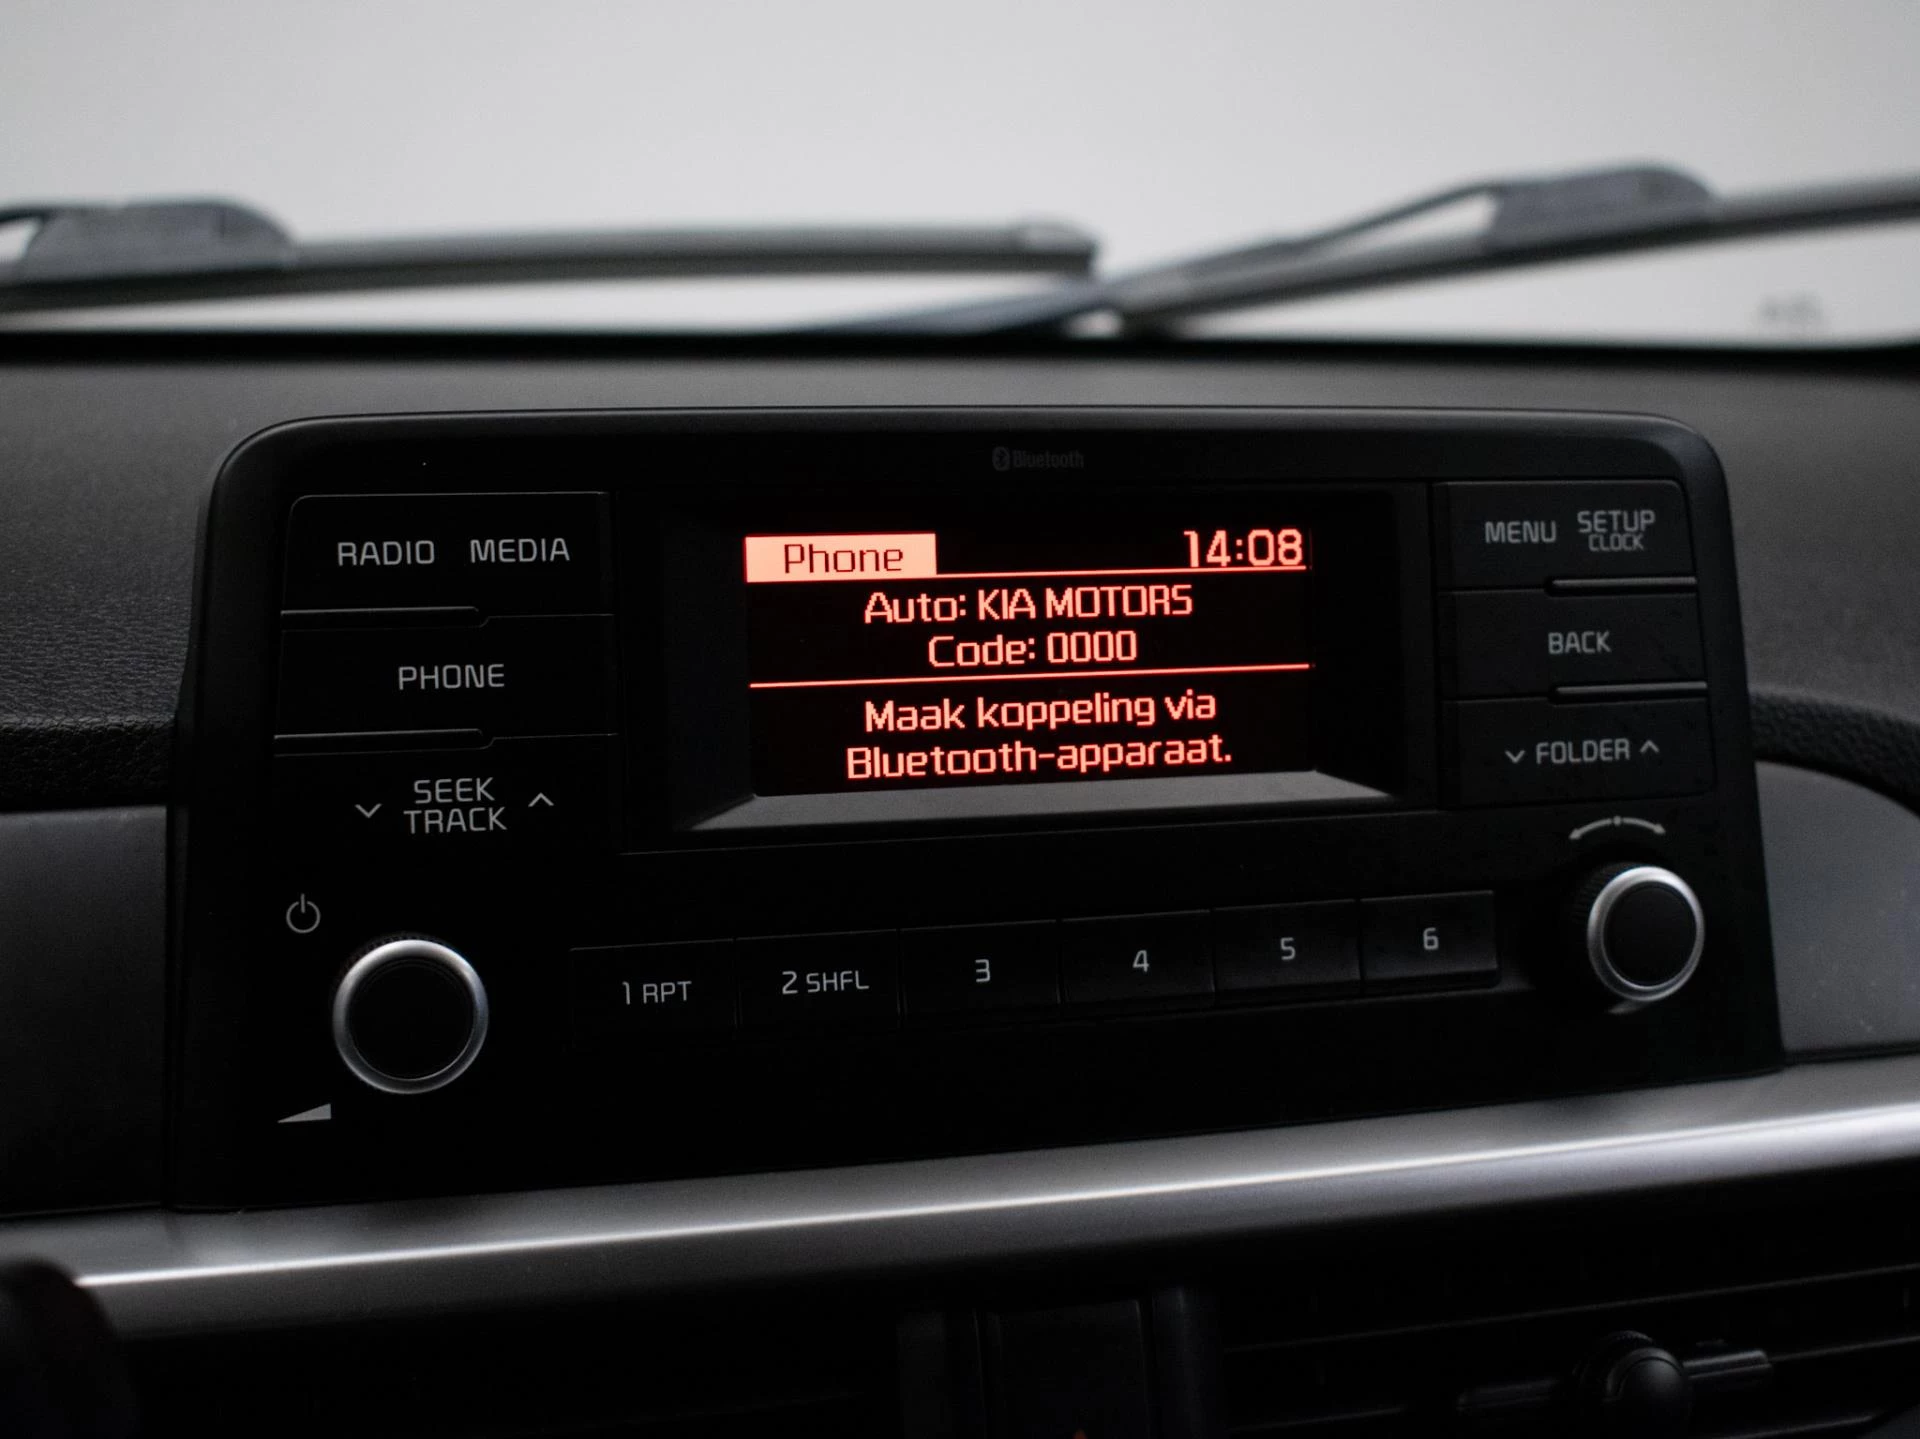 Bluetooth
RADIO MEDIA
PHONE
SEEK
TRACK
Phone 14:08
Auto: KIA MOTORS
Code: 0000
Maak koppeling via
Bluetooth-apparaat.
MENU SETUP
CLOCK
BACK
FOLDER
1 RPT 2 SHFL 3 4 5 6